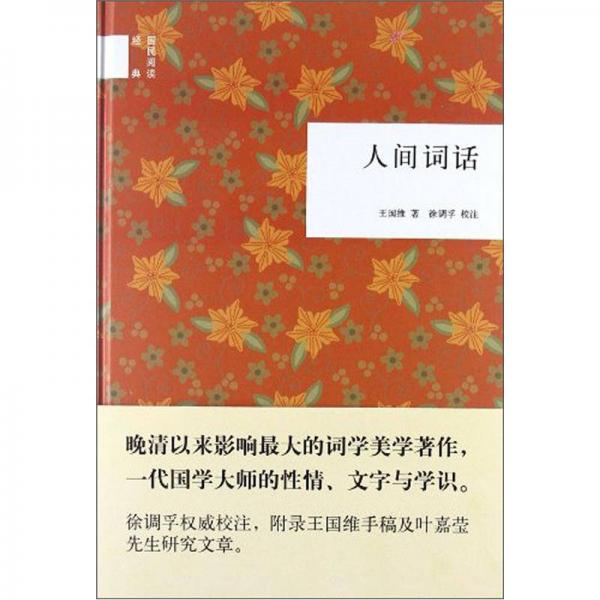 国民阅读
经典
人间词话
王国维 著 徐调孚 校注
晚清以来影响最大的词学美学著作,
一代国学大师的性情、文字与学识。
徐调孚权威校注,附录王国维手稿及叶嘉莹
先生研究文章。